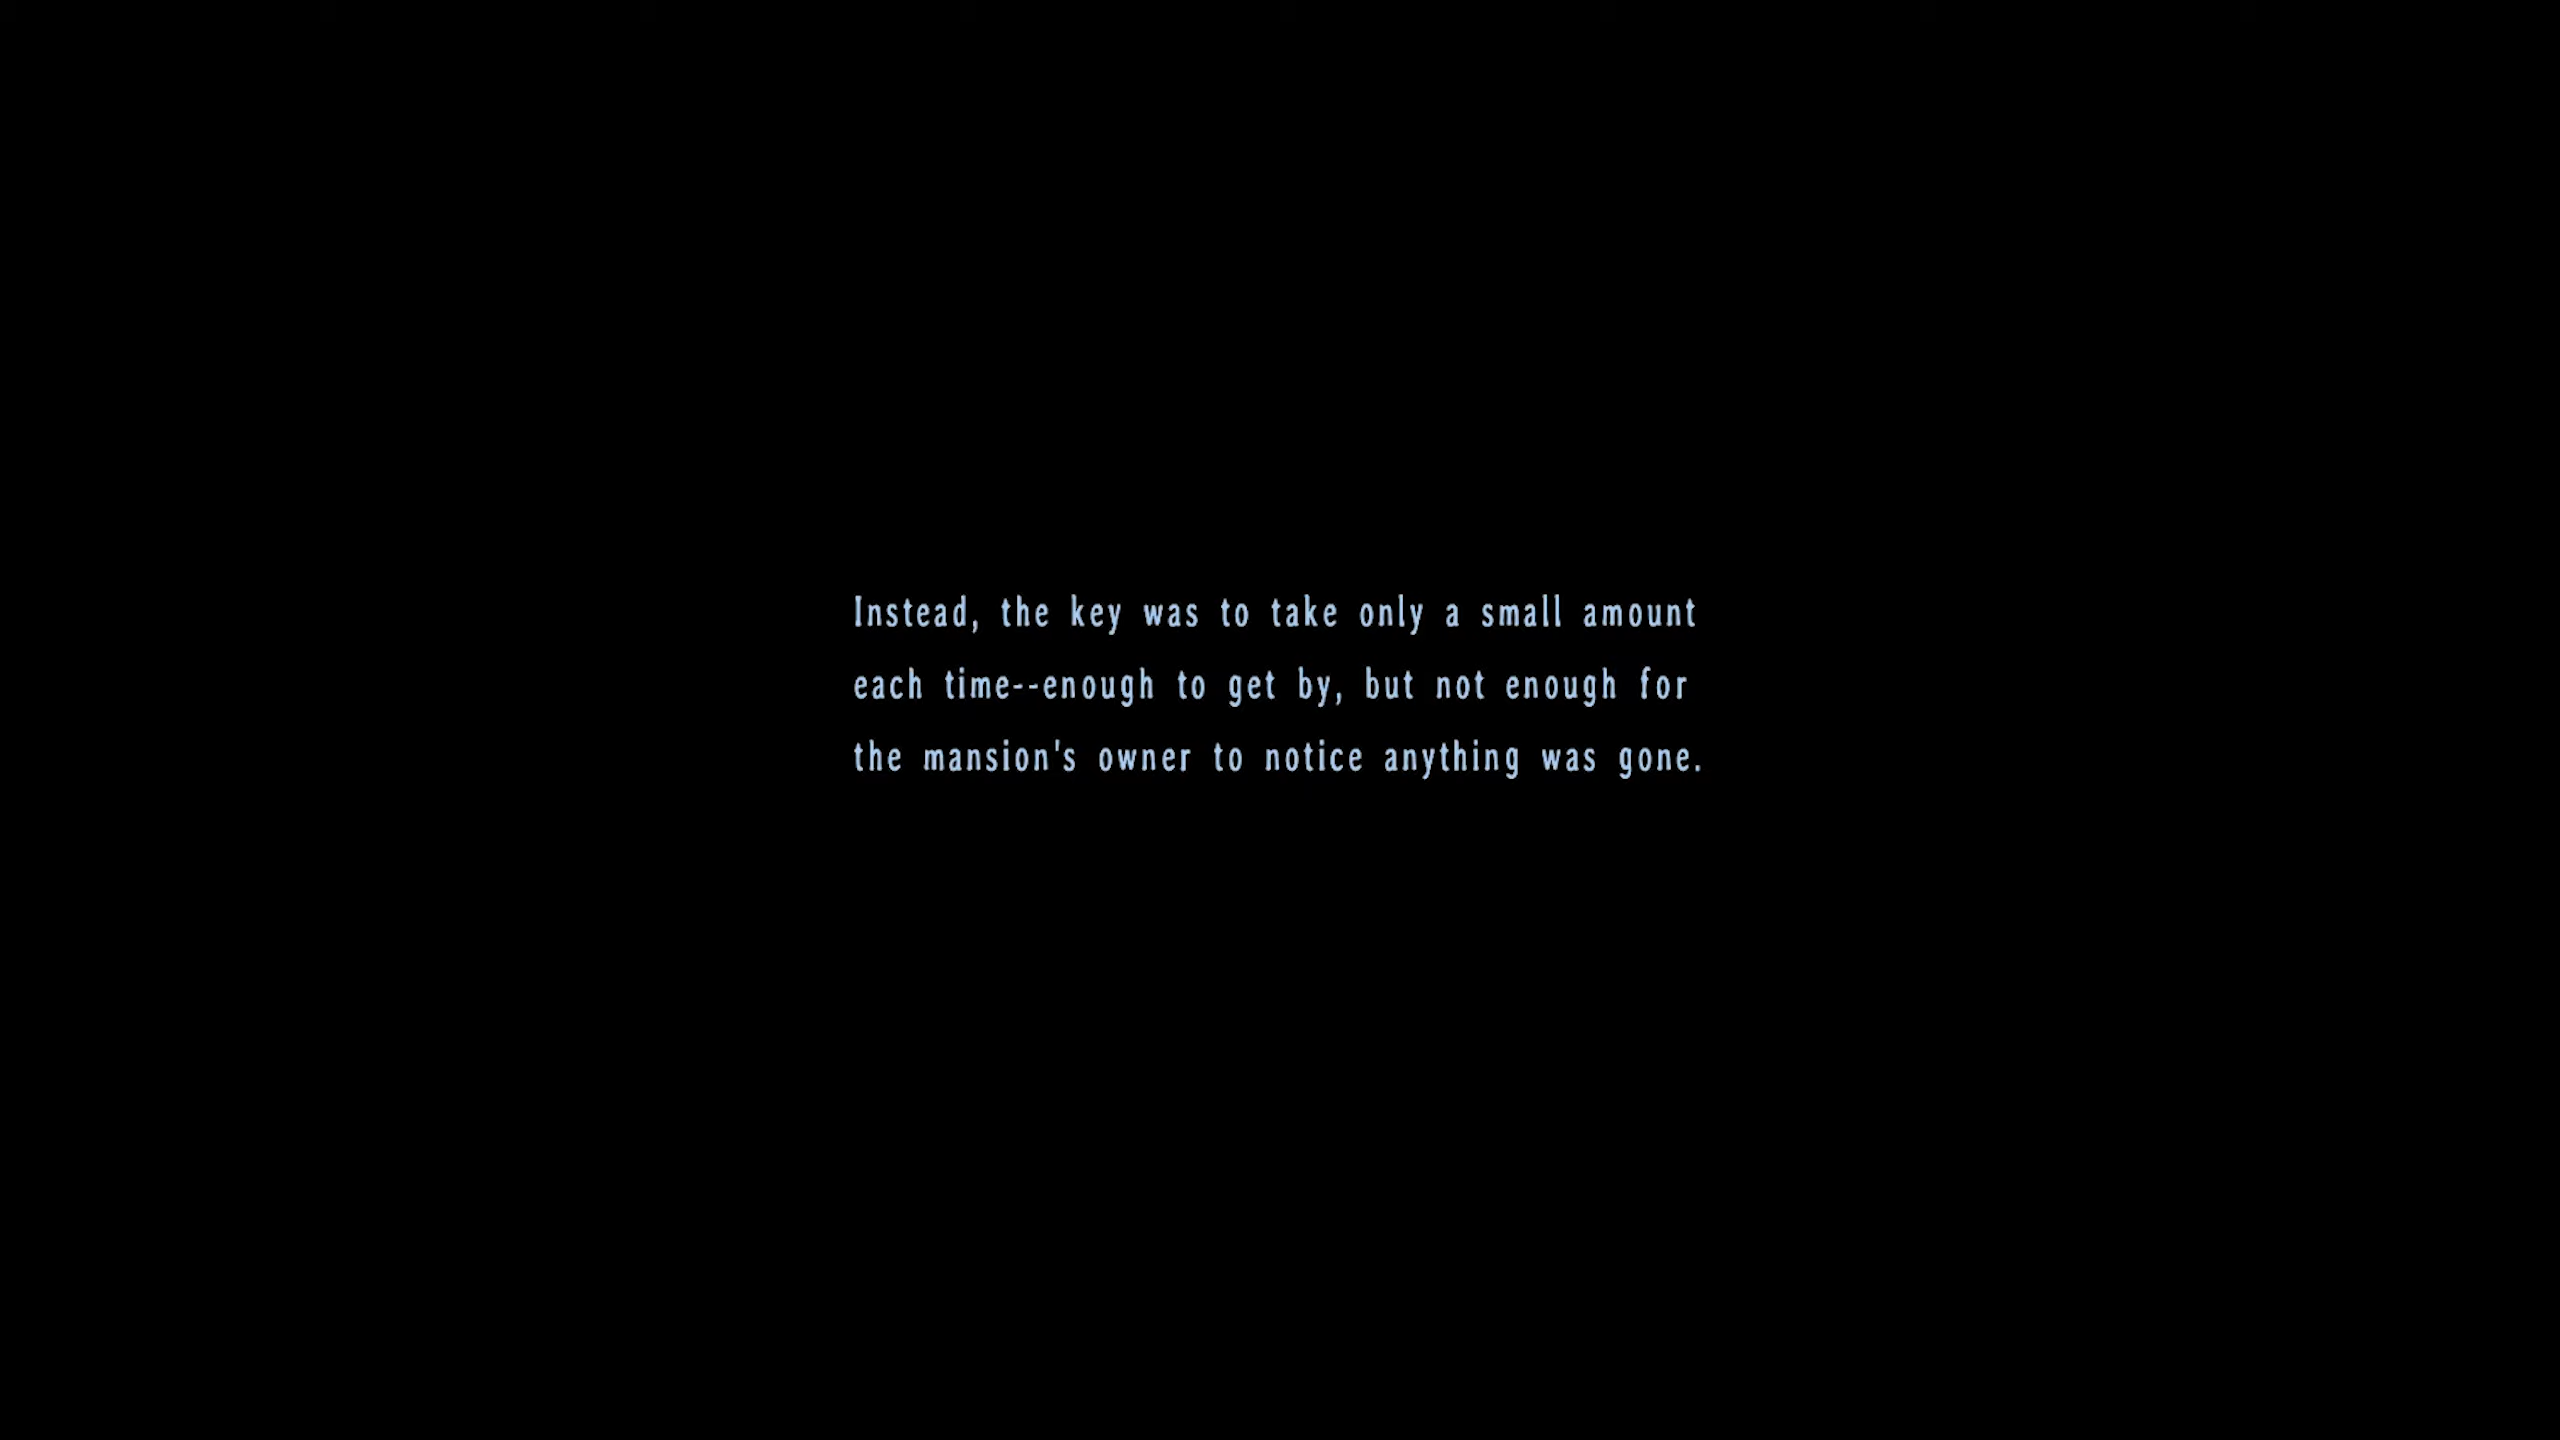 Instead, the key was to take only a small amount
each time--enough to get by, but not enough for
the mansion's owner to notice anything was gone.